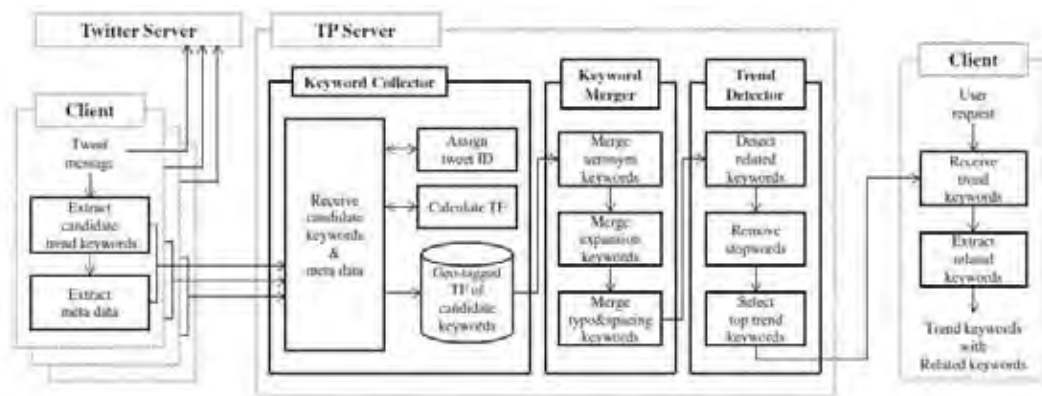 Twitter Server
TP Server
Client
Tweet
message
Extract
candidate
trend keywords
Extract
meta data
Keyword Collector
Receive
candidate
keywords
&
meta data
Assign
tweet ID
Calculate TF
Geo-tagged
TF of
candidate
keywords
Keyword
Merger
Merge
acronym
keywords
Merge
expansion
keywords
Merge
typo&spacing
keywords
Trend
Detector
Detect
related
keywords
Remove
stopwords
Select
top trend
keywords
Client
User
request
Receive
trend
keywords
Extract
related
keywords
Trend keywords
with
Related keywords